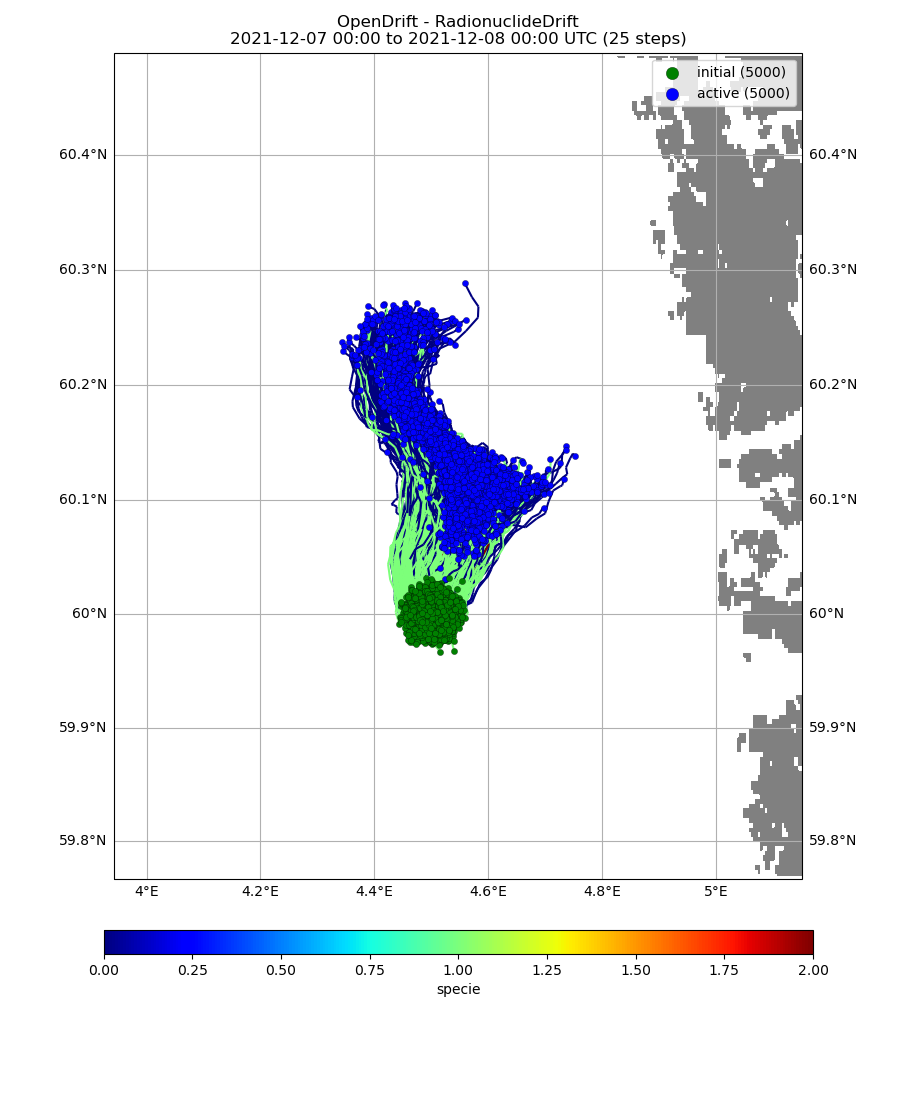 OpenDrift - RadionuclideDrift
2021-12-07 00:00 to 2021-12-08 00:00 UTC (25 steps)
initial (5000)
active (5000)
60.4°N 60.4°N
60.3°N 60.3°N
60.2°N 60.2°N
60.1°N 60.1°N
60°N 60°N
59.9°N 59.9°N
59.8°N 59.8°N
4°E 4.2°E 4.4°E 4.6°E 4.8°E 5°E
0.00 0.25 0.50 0.75 1.00 1.25 1.50 1.75 2.00
specie